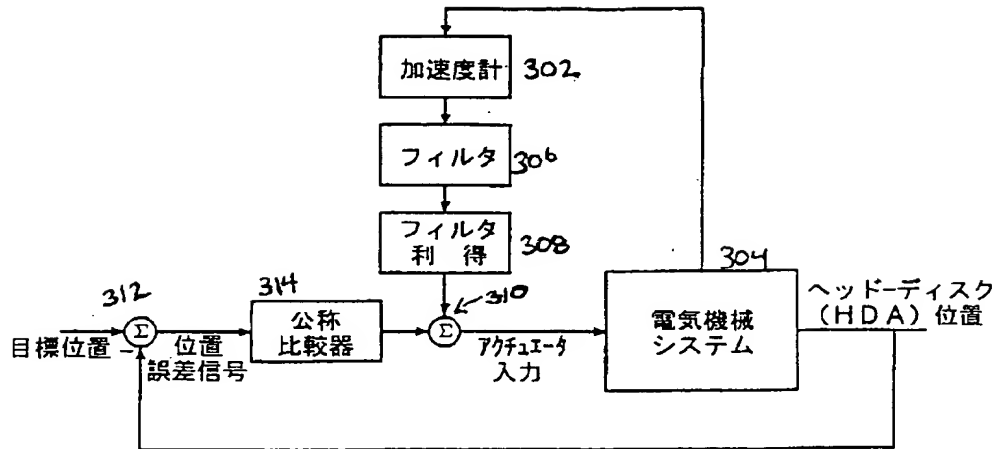 加速度計 302
フィルタ 306
フィルタ
利得 308
304
ヘッド-ディスク
(HDA)位置
312
314
310
Σ
公称
比較器
Σ
電気機械
システム
目標位置
-
位置
誤差信号
アクチュエータ
入力